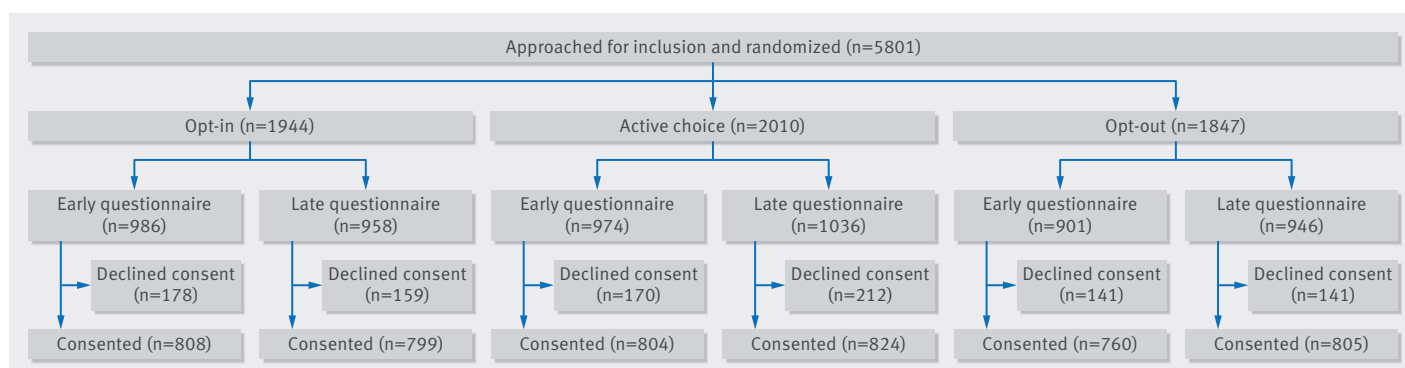 Approached for inclusion and randomized (n=5801)
Opt-in (n=1944)
Active choice (n=2010)
Opt-out (n=1847)
Early questionnaire
(n=986)
Late questionnaire
(n=958)
Early questionnaire
(n=974)
Late questionnaire
(n=1036)
Early questionnaire
(n=901)
Late questionnaire
(n=946)
Declined consent
(n=178)
Declined consent
(n=159)
Declined consent
(n=170)
Declined consent
(n=212)
Declined consent
(n=141)
Declined consent
(n=141)
Consented (n=808)
Consented (n=799)
Consented (n=804)
Consented (n=824)
Consented (n=760)
Consented (n=805)